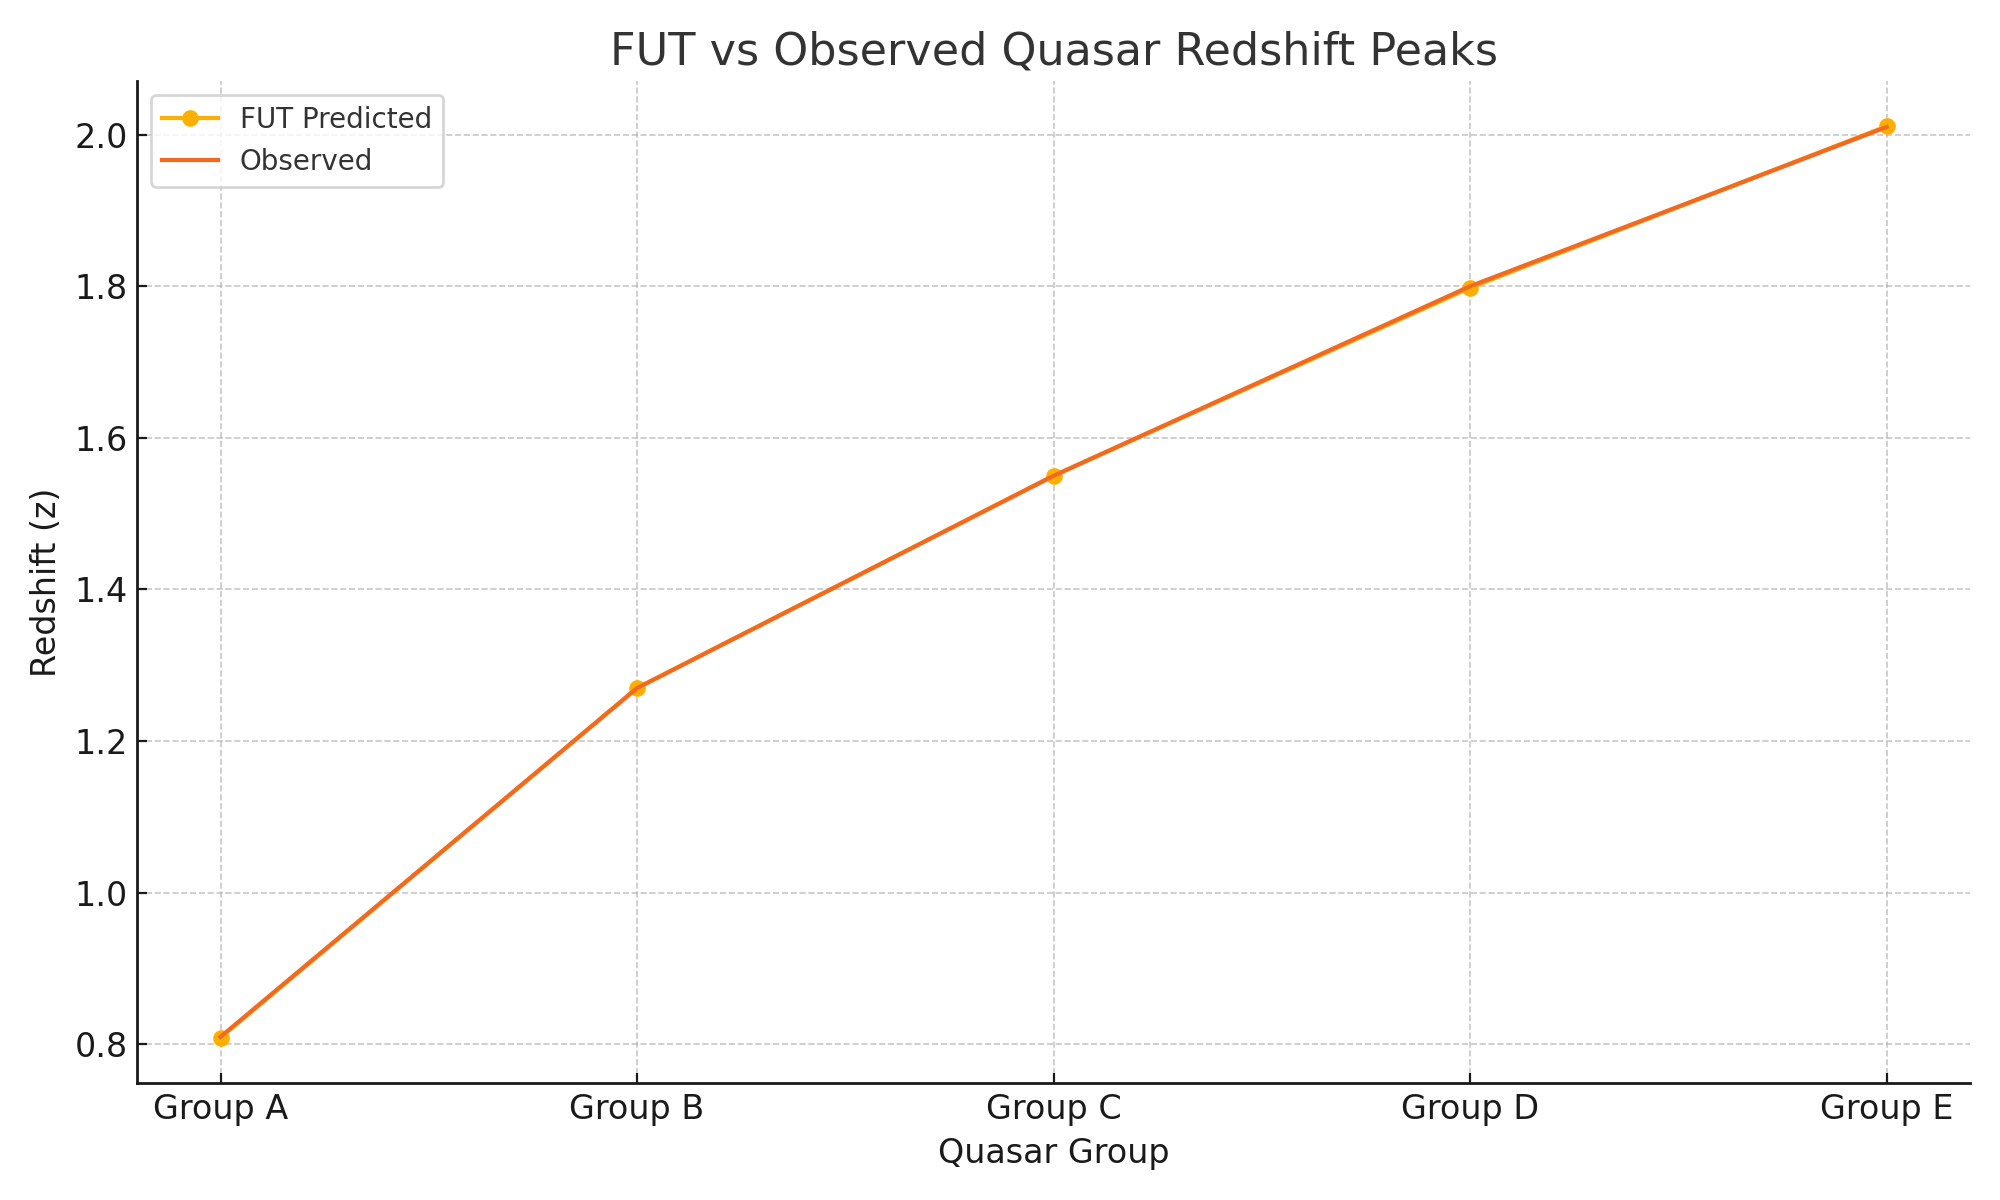 FUT vs Observed Quasar Redshift Peaks
FUT Predicted
Observed
2.0
1.8
1.6
1.4
1.2
1.0
0.8
Redshift (z)
Group A
Group B
Group C
Group D
Group E
Quasar Group